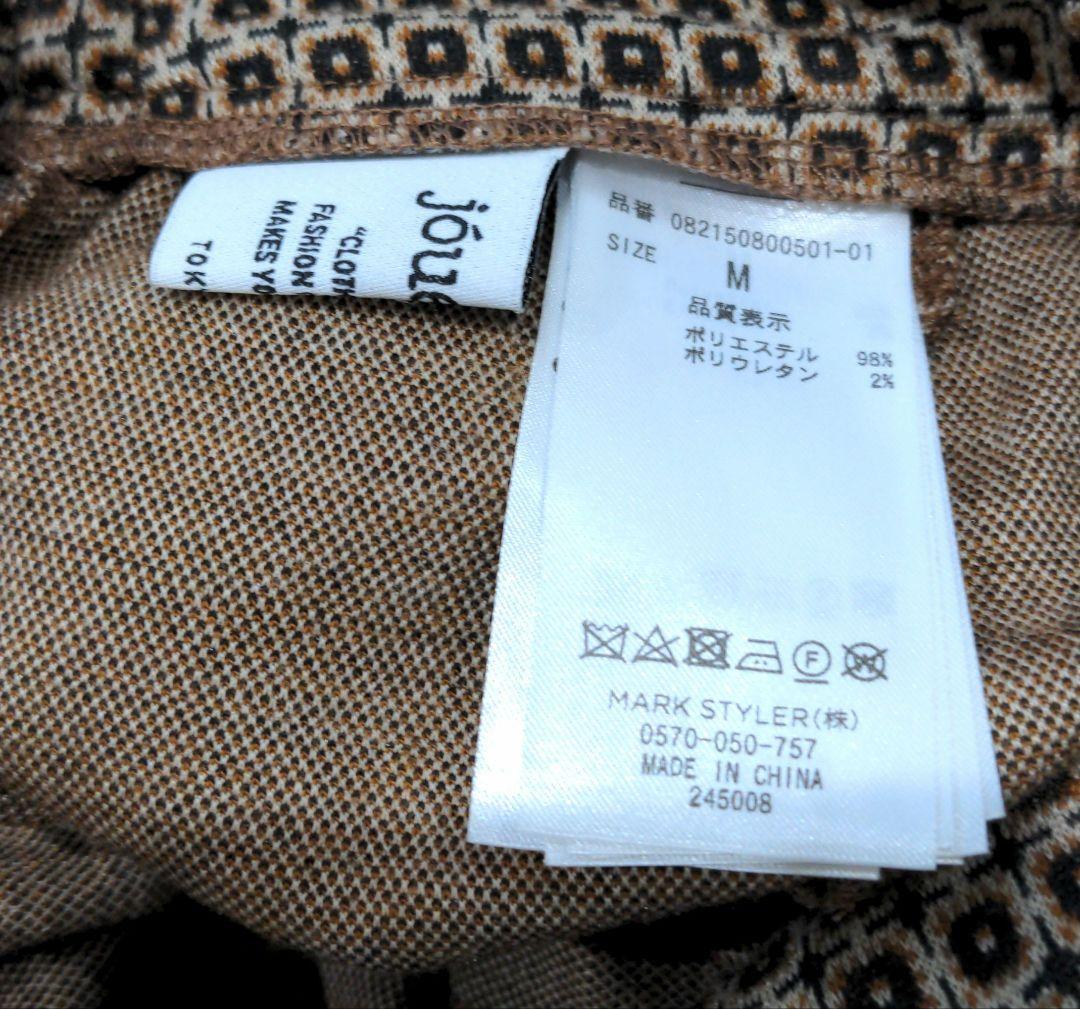 jóue
"CLOTH
FASHION
MAKES YO
TOK
品番 082150800501-01
SIZE M
品質表示
ポリエステル 98%
ポリウレタン 2%
F
W
MARK STYLER(株)
0570-050-757
MADE IN CHINA
245008